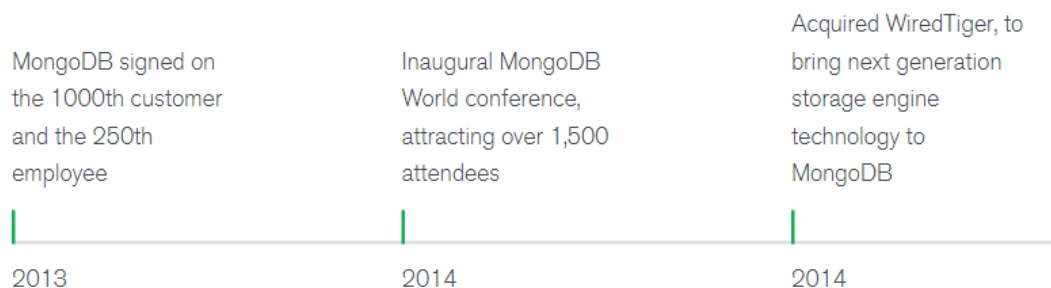 MongoDB signed on
the 1000th customer
and the 250th
employee
2013
Inaugural MongoDB
World conference,
attracting over 1,500
attendees
2014
Acquired WiredTiger, to
bring next generation
storage engine
technology to
MongoDB
2014